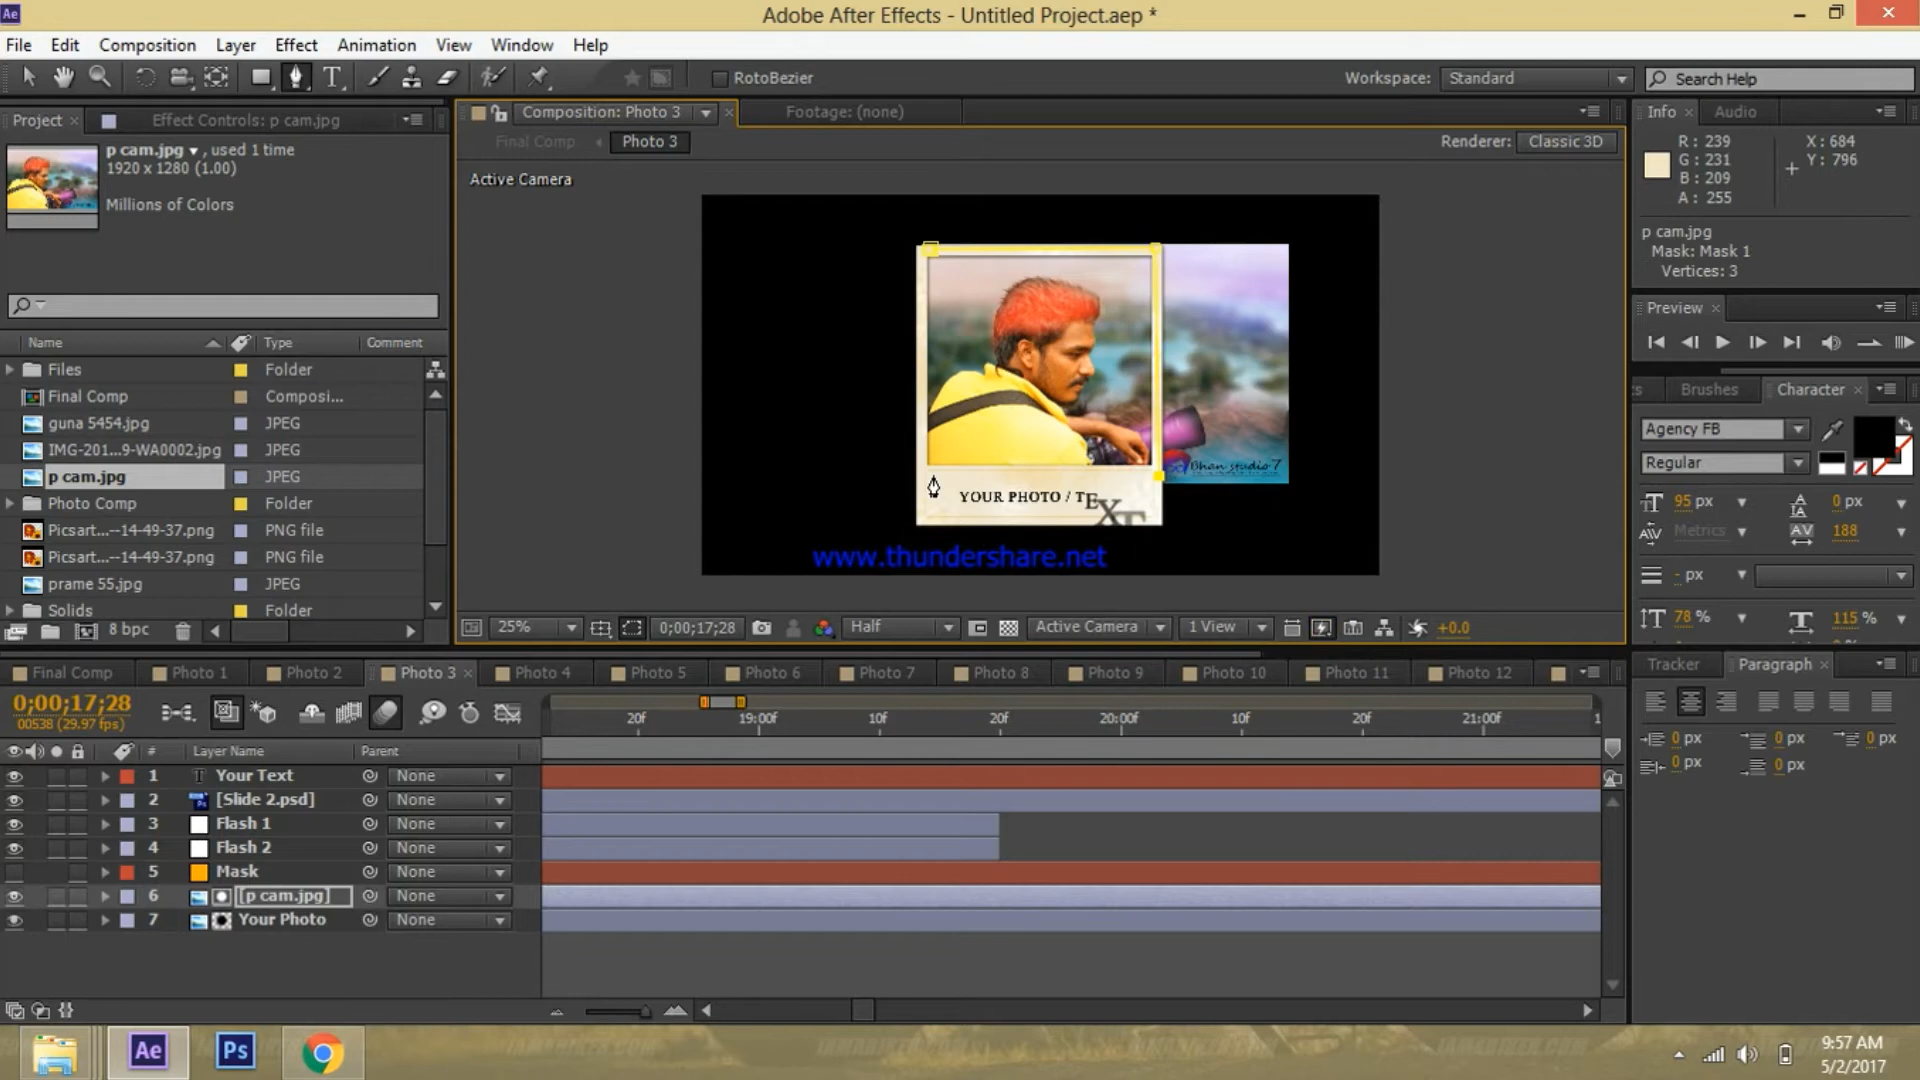 Ae
Adobe After Effects - Untitled Project.aep *
File Edit Composition Layer Effect Animation View Window Help
T RotoBezier Workspace: Standard Search Help
Project × Effect Controls: p cam.jpg
p cam.jpg , used 1 time
1920 x 1280 (1.00)
Millions of Colors
Name Type Comment
Files Folder
Final Comp Composi...
guna 5454.jpg JPEG
IMG-201...9-WA0002.jpg JPEG
p cam.jpg JPEG
Photo Comp Folder
Picsart...--14-49-37.png PNG file
Picsart...--14-49-37.png PNG file
prame 55.jpg JPEG
Solids Folder
8 bpc
Composition: Photo 3 × Footage: (none)
Final Comp Photo 3 Renderer: Classic 3D
Active Camera
Bhan studio 7
YOUR PHOTO / TEXT
www.thundershare.net
25% 0;00;17;28 Half Active Camera 1 View +0.0
Info × Audio
R: 239 X: 684
G: 231 Y: 796
B: 209
A: 255
p cam.jpg
Mask: Mask 1
Vertices: 3
Preview ×
Brushes Character ×
Agency FB
Regular
95 px 0 px
Metrics 188
- px
78 % 115 %
Final Comp Photo 1 Photo 2 Photo 3 × Photo 4 Photo 5 Photo 6 Photo 7 Photo 8 Photo 9 Photo 10 Photo 11 Photo 12
0;00;17;28
00538 (29.97 fps)
20f 19:00f 10f 20f 20:00f 10f 20f 21:00f 1
# Layer Name Parent
1 T Your Text None
2 Ps [Slide 2.psd] None
3 Flash 1 None
4 Flash 2 None
5 Mask None
6 [p cam.jpg] None
7 Your Photo None
Tracker Paragraph ×
0 px 0 px 0 px
0 px 0 px
Ae Ps
9:57 AM
5/2/2017